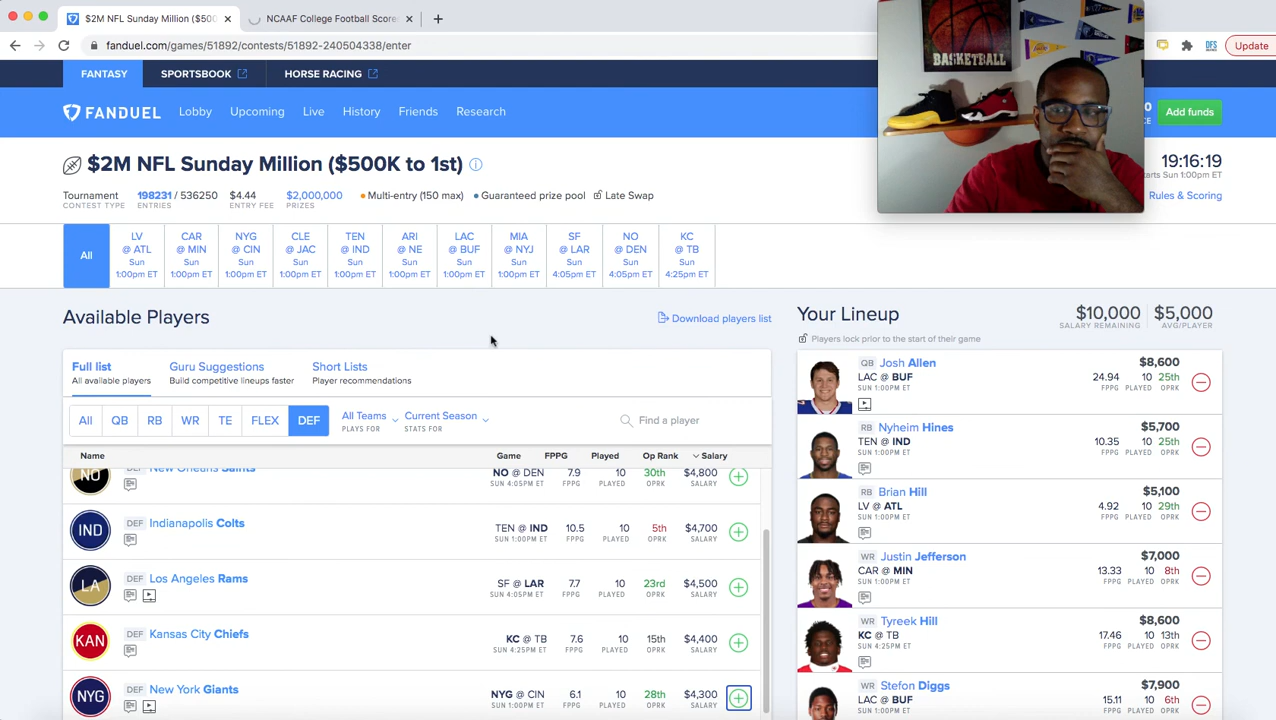 $2M NFL Sunday Million ($500K
NCAAF College Football Score
fanduel.com/games/51892/contests/51892-240504338/enter
DFS
Update
FANTASY SPORTSBOOK HORSE RACING
BASKETBALL
FANDUEL Lobby Upcoming Live History Friends Research
Add funds
$2M NFL Sunday Million ($500K to 1st)
19:16:19
Sun 1:00pm ET
Tournament 198231 / 536250 $4.44 $2,000,000 Multi-entry (150 max) Guaranteed prize pool Late Swap Rules & Scoring
CONTEST TYPE ENTRIES ENTRY FEE PRIZES
All
LV @ ATL Sun 1:00pm ET
CAR @ MIN Sun 1:00pm ET
NYG @ CIN Sun 1:00pm ET
CLE @ JAC Sun 1:00pm ET
TEN @ IND Sun 1:00pm ET
ARI @ NE Sun 1:00pm ET
LAC @ BUF Sun 1:00pm ET
MIA @ NYJ Sun 1:00pm ET
SF @ LAR Sun 4:05pm ET
NO @ DEN Sun 4:05pm ET
KC @ TB Sun 4:25pm ET
Available Players
Download players list
Full list Guru Suggestions Short Lists
All available players Build competitive lineups faster Player recommendations
All QB RB WR TE FLEX DEF
All Teams Current Season
PLAYS FOR STATS FOR
Find a player
Name Game FPPG Played Op Rank Salary
NO DEF New Orleans Saints NO @ DEN 7.9 10 30th $4,800
SUN 4:05PM ET FPPG PLAYED OPRK SALARY
IND DEF Indianapolis Colts TEN @ IND 10.5 10 5th $4,700
SUN 1:00PM ET FPPG PLAYED OPRK SALARY
LA DEF Los Angeles Rams SF @ LAR 7.7 10 23rd $4,500
SUN 4:05PM ET FPPG PLAYED OPRK SALARY
KAN DEF Kansas City Chiefs KC @ TB 7.6 10 15th $4,400
SUN 4:25PM ET FPPG PLAYED OPRK SALARY
NYG DEF New York Giants NYG @ CIN 6.1 10 28th $4,300
SUN 1:00PM ET FPPG PLAYED OPRK SALARY
Your Lineup $10,000 $5,000
SALARY REMAINING AVG/PLAYER
Players lock prior to the start of their game
QB Josh Allen $8,600
LAC @ BUF 24.94 10 25th
SUN 1:00PM ET FPPG PLAYED OPRK
RB Nyheim Hines $5,700
TEN @ IND 10.35 10 25th
SUN 1:00PM ET FPPG PLAYED OPRK
RB Brian Hill $5,100
LV @ ATL 4.92 10 29th
SUN 1:00PM ET FPPG PLAYED OPRK
WR Justin Jefferson $7,000
CAR @ MIN 13.33 10 8th
SUN 1:00PM ET FPPG PLAYED OPRK
WR Tyreek Hill $8,600
KC @ TB 17.46 10 13th
SUN 4:25PM ET FPPG PLAYED OPRK
WR Stefon Diggs $7,900
LAC @ BUF 15.11 10 6th
SUN 1:00PM ET FPPG PLAYED OPRK